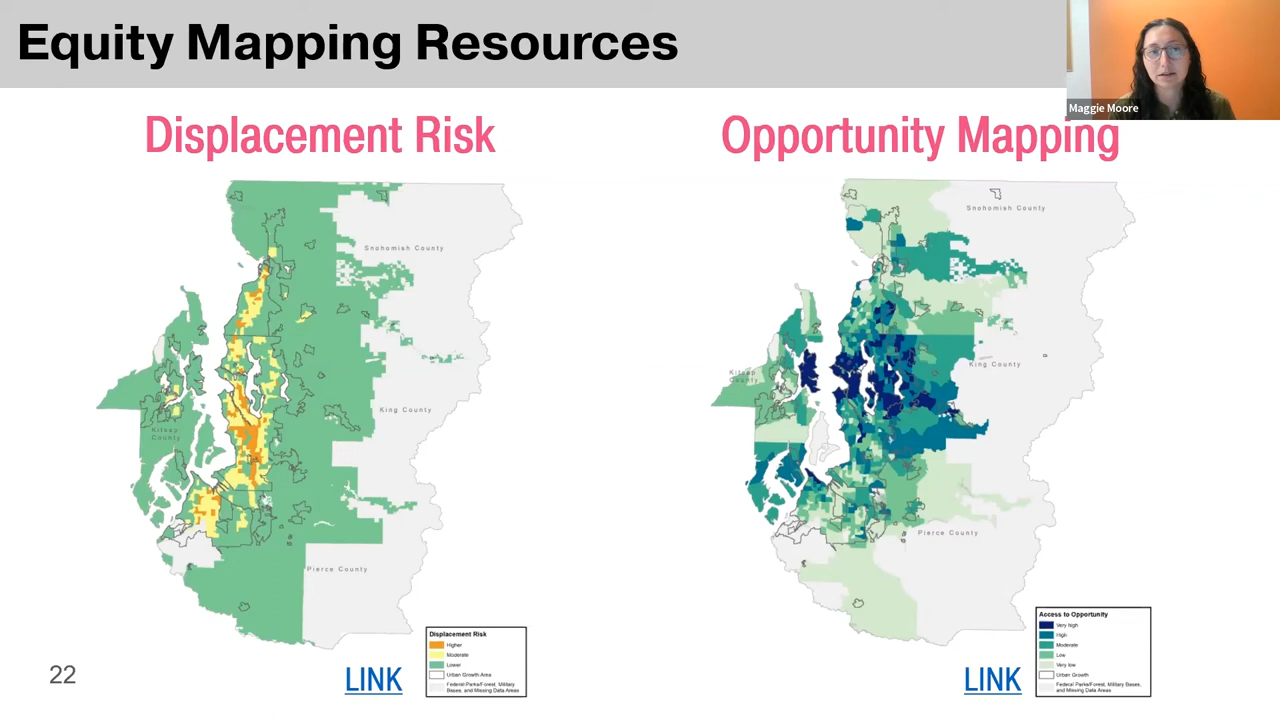 Equity Mapping Resources
Maggie Moore
Displacement Risk
Snohomish County
King County
Kitsap
County
Pierce County
Displacement Risk
Higher
Moderate
Lower
Urban Growth Area
Federal Parks/Forest, Military
Bases, and Missing Data Areas
LINK
Opportunity Mapping
Snohomish County
King County
Kitsap
County
Pierce County
Access to Opportunity
Very high
High
Moderate
Low
Very low
Urban Growth
Federal Parks/Forest, Military Bases,
and Missing Data Areas
LINK
22